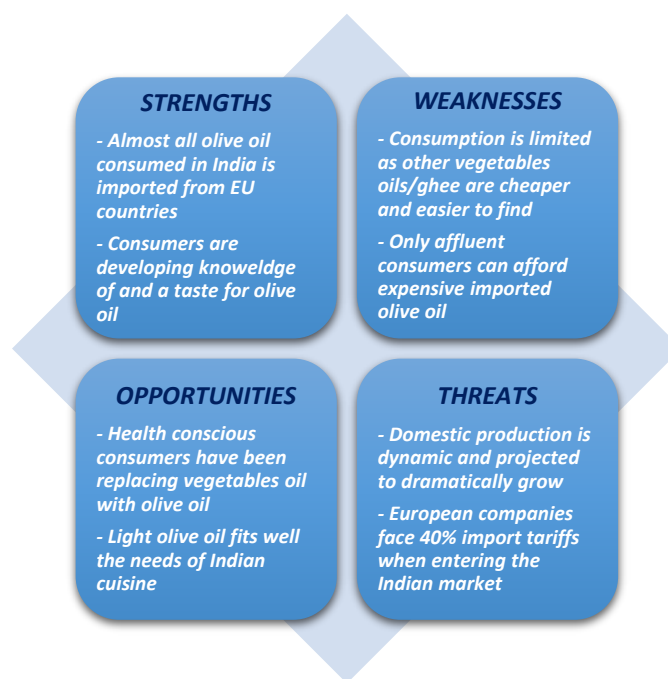 STRENGTHS
- Almost all olive oil
consumed in India is
imported from EU
countries
- Consumers are
developing knoweldge
of and a taste for olive
oil
WEAKNESSES
- Consumption is limited
as other vegetables
oils/ghee are cheaper
and easier to find
- Only affluent
consumers can afford
expensive imported
olive oil
OPPORTUNITIES
- Health conscious
consumers have been
replacing vegetables oil
with olive oil
- Light olive oil fits well
the needs of Indian
cuisine
THREATS
- Domestic production is
dynamic and projected
to dramatically grow
- European companies
face 40% import tariffs
when entering the
Indian market